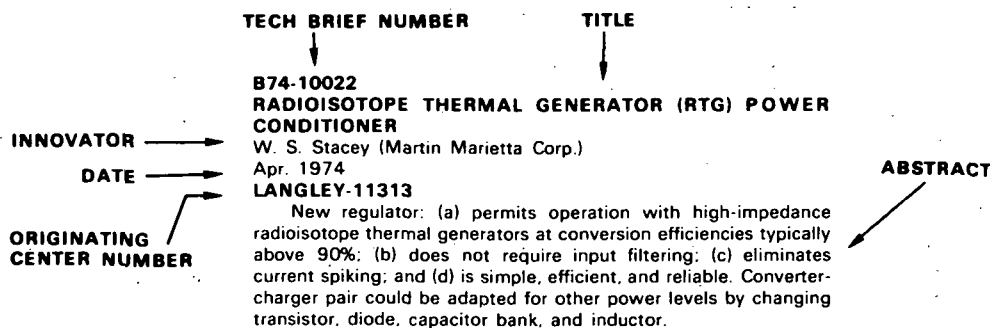 TECH BRIEF NUMBER
TITLE
B74-10022
RADIOISOTOPE THERMAL GENERATOR (RTG) POWER
CONDITIONER
INNOVATOR
W. S. Stacey (Martin Marietta Corp.)
DATE
Apr. 1974
ABSTRACT
LANGLEY-11313
ORIGINATING
CENTER NUMBER
New regulator: (a) permits operation with high-impedance
radioisotope thermal generators at conversion efficiencies typically
above 90%; (b) does not require input filtering; (c) eliminates
current spiking; and (d) is simple, efficient, and reliable. Converter-
charger pair could be adapted for other power levels by changing
transistor, diode, capacitor bank, and inductor.